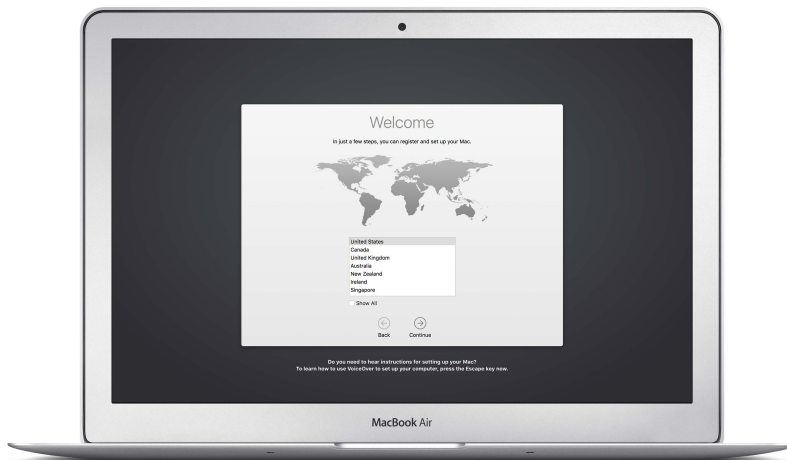 Welcome
In just a few steps, you can register and set up your Mac.
United States
Canada
United Kingdom
Australia
New Zealand
Ireland
Singapore
Show All
Back Continue
Do you need to hear instructions for setting up your Mac?
To learn how to use VoiceOver to set up your computer, press the Escape key now.
MacBook Air